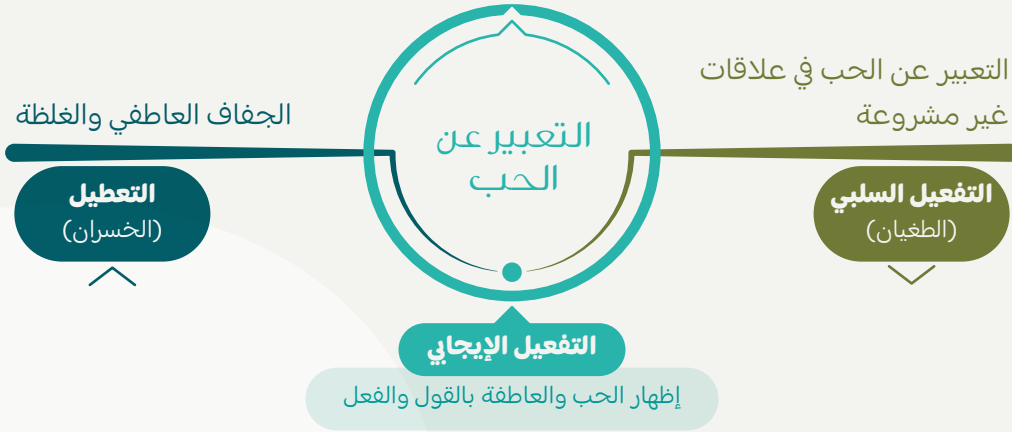 التعبير عن الحب في علاقات
غير مشروعة
التفعيل السلبي
(الطغيان)
التعبير عن
الحب
الجفاف العاطفي والغلظة
التعطيل
(الخسران)
التفعيل الإيجابي
إظهار الحب والعاطفة بالقول والفعل